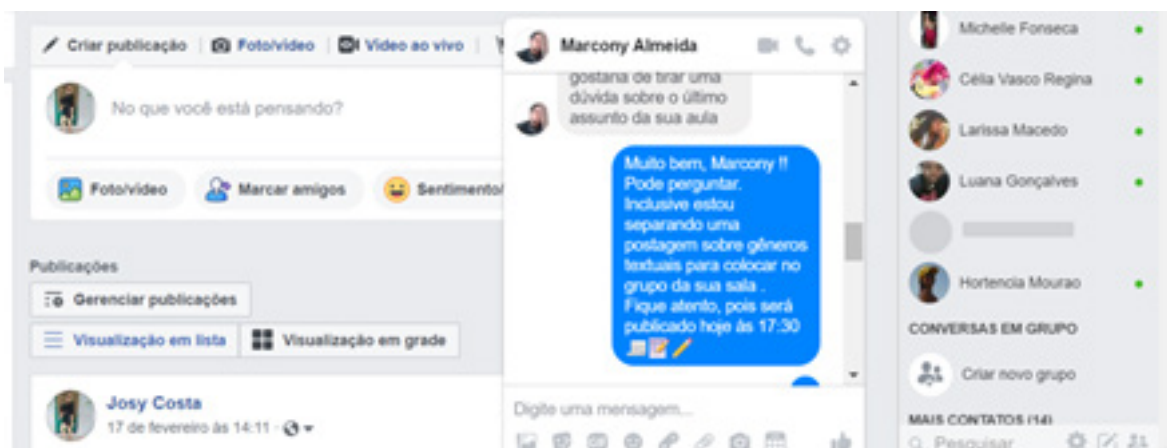 Criar publicação
Foto/vídeo
Vídeo ao vivo
No que você está pensando?
Foto/vídeo
Marcar amigos
Sentimento/
Publicações
Gerenciar publicações
Visualização em lista
Visualização em grade
Josy Costa
17 de fevereiro às 14:11
Marcony Almeida
gostaria de tirar uma
dúvida sobre o último
assunto da sua aula
Muito bem, Marcony !!
Pode perguntar.
Inclusive estou
separando uma
postagem sobre gêneros
textuais para colocar no
grupo da sua sala .
Fique atento, pois será
publicado hoje às 17:30
Digite uma mensagem...
Michelle Fonseca
Célia Vasco Regina
Larissa Macedo
Luana Gonçalves
Hortencia Mourao
CONVERSAS EM GRUPO
Criar novo grupo
MAIS CONTATOS (14)
Pesquisar